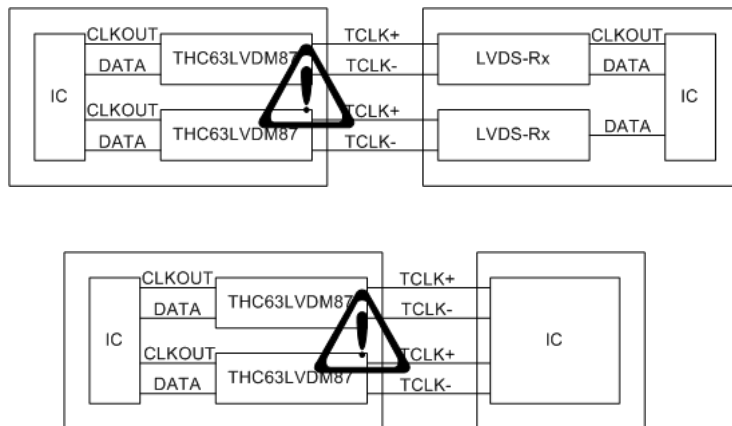 CLKOUT THC63LVDM87 TCLK+ CLKOUT
DATA TCLK- LVDS-Rx DATA
IC IC
CLKOUT THC63LVDM87 TCLK+ DATA
DATA TCLK- LVDS-Rx
CLKOUT THC63LVDM87 TCLK+
DATA TCLK-
IC IC
CLKOUT THC63LVDM87 TCLK+
DATA TCLK-